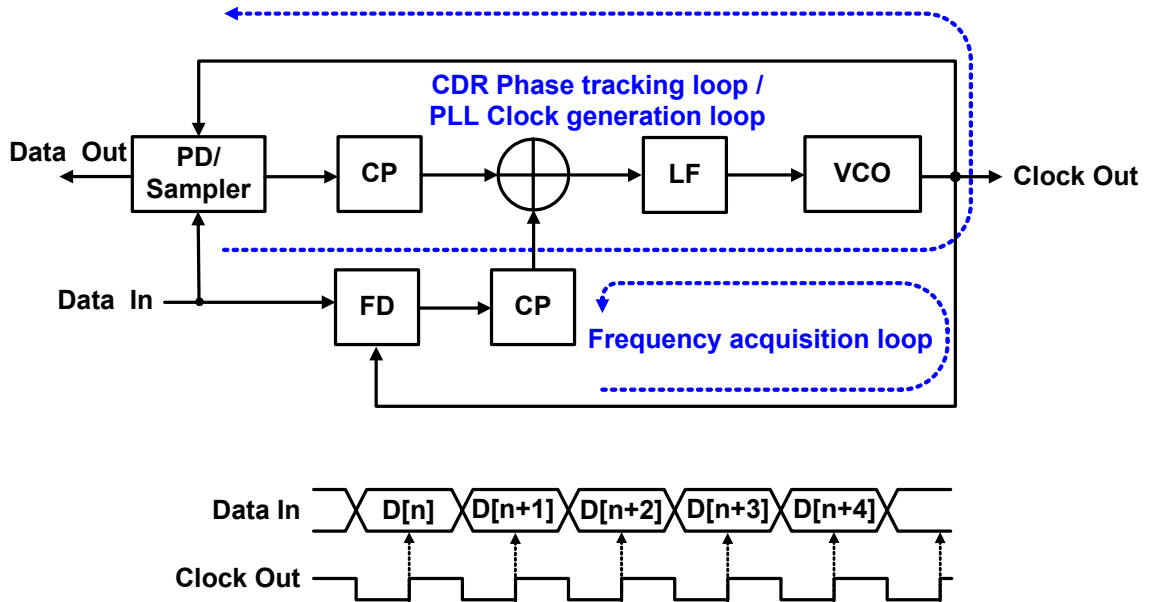 CDR Phase tracking loop /
PLL Clock generation loop
Data Out
PD/
Sampler
CP
LF
VCO
Clock Out
Data In
FD
CP
Frequency acquisition loop
Data In
D[n]
D[n+1]
D[n+2]
D[n+3]
D[n+4]
Clock Out